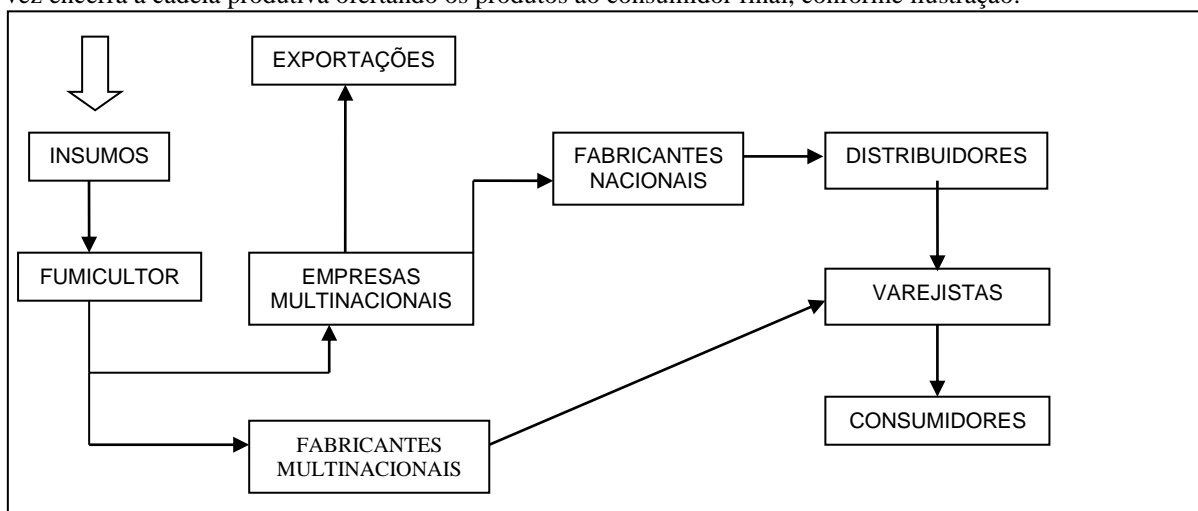 vez encerra a cadeia produtiva ofertando os produtos ao consumidor final, conforme ilustração:
EXPORTAÇÕES
INSUMOS
FABRICANTES
NACIONAIS
DISTRIBUIDORES
FUMICULTOR
EMPRESAS
MULTINACIONAIS
VAREJISTAS
CONSUMIDORES
FABRICANTES
MULTINACIONAIS